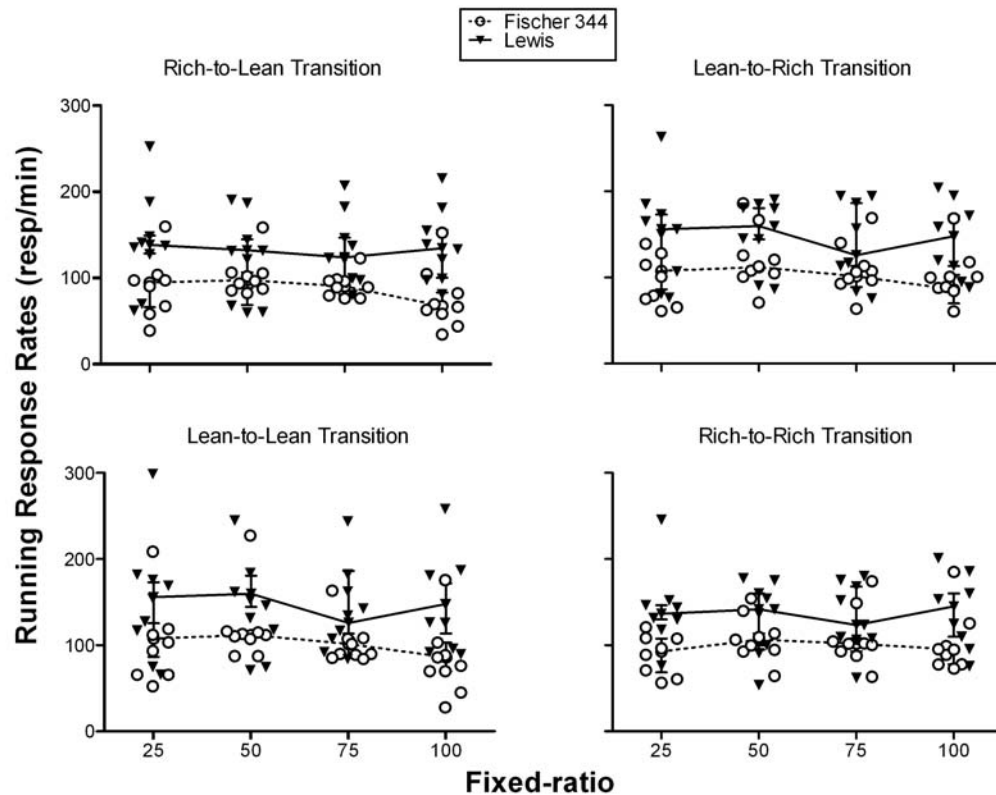 Fischer 344
Lewis
Rich-to-Lean Transition
Lean-to-Rich Transition
300
200
100
0
Lean-to-Lean Transition
Rich-to-Rich Transition
300
200
100
0
25 50 75 100
25 50 75 100
Running Response Rates (resp/min)
Fixed-ratio